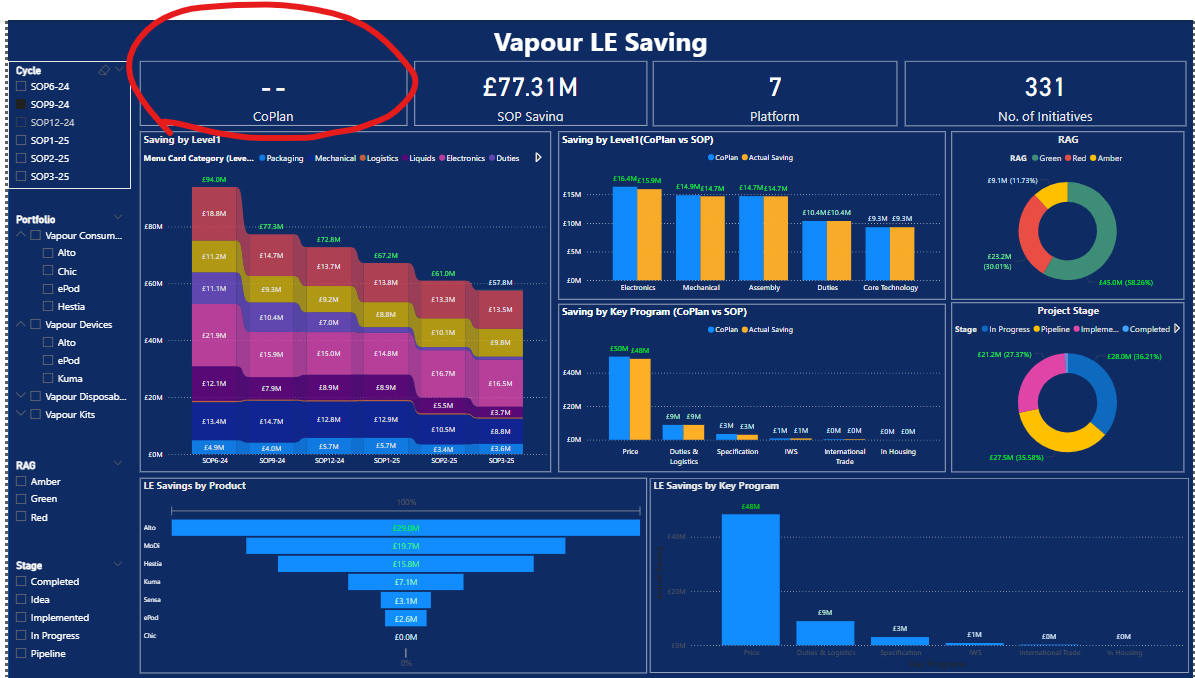 Vapour LE Saving
Cycle
SOP6-24
SOP9-24
SOP12-24
SOP1-25
SOP2-25
SOP3-25
--
CoPlan
£77.31M
SOP Saving
7
Platform
331
No. of Initiatives
Portfolio
Vapour Consum...
Alto
Chic
ePod
Hestia
Vapour Devices
Alto
ePod
Kuma
Vapour Disposab...
Vapour Kits
RAG
Amber
Green
Red
Stage
Completed
Idea
Implemented
In Progress
Pipeline
Saving by Level1
Menu Card Category (Leve... Packaging Mechanical Logistics Liquids Electronics Duties
£94.0M £77.3M £72.8M £67.2M £61.0M £57.8M
£80M
£60M
£40M
£20M
£0M
£18.8M £14.7M £13.7M £13.8M £13.3M £13.5M
£11.2M £9.3M £9.2M £8.8M £10.1M £9.8M
£11.1M £10.4M £7.0M
£21.9M £15.9M £15.0M £14.8M £16.7M £16.5M
£12.1M £7.9M £8.9M £8.9M £5.5M £3.7M
£13.4M £14.7M £12.8M £12.9M £10.5M £8.8M
£4.9M £4.0M £5.7M £5.7M £3.4M £3.6M
SOP6-24 SOP9-24 SOP12-24 SOP1-25 SOP2-25 SOP3-25
Saving by Level1(CoPlan vs SOP)
CoPlan Actual Saving
£16.4M £15.9M £14.9M £14.7M £14.7M £14.7M £10.4M £10.4M £9.3M £9.3M
£15M
£10M
£5M
£0M
Electronics Mechanical Assembly Duties Core Technology
RAG
RAG Green Red Amber
£9.1M (11.73%)
£23.2M
(30.01%)
£45.0M (58.26%)
Saving by Key Program (CoPlan vs SOP)
CoPlan Actual Saving
£50M £48M £9M £9M £3M £3M £1M £1M £0M £0M £0M £0M
£40M
£20M
£0M
Price Duties & Logistics Specification IWS International Trade In Housing
Project Stage
Stage In Progress Pipeline Impleme... Completed
£21.2M (27.37%)
£28.0M (36.21%)
£27.5M (35.58%)
LE Savings by Product
100%
Alto £29.0M
MoDi £19.7M
Hestia £15.8M
Kuma £7.1M
Sensa £3.1M
ePod £2.6M
Chic £0.0M
0%
LE Savings by Key Program
£48M £9M £3M £1M £0M £0M
£40M
£20M
£0M
Price Duties & Logistics Specification IWS International Trade In Housing